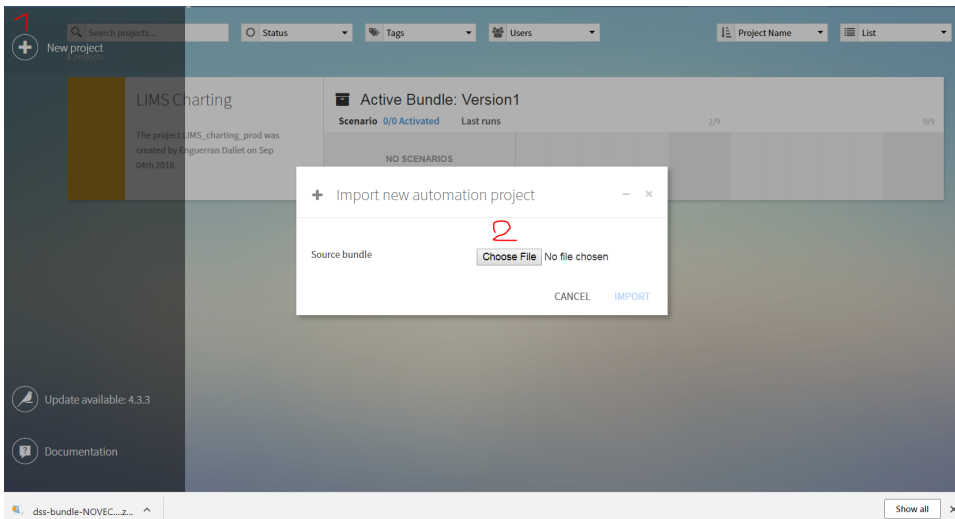 1
Search projects...
Status
Tags
Users
Project Name
List
New project
projects
LIMS Charting
The project LIMS_charting_prod was
created by Enguerran Dallet on Sep
04th 2018
Active Bundle: Version1
Scenario 0/0 Activated Last runs 2/9 9/9
NO SCENARIOS
Import new automation project
2
Source bundle
Choose File No file chosen
CANCEL IMPORT
Update available: 4.3.3
Documentation
dss-bundle-NOVEC....z...
Show all